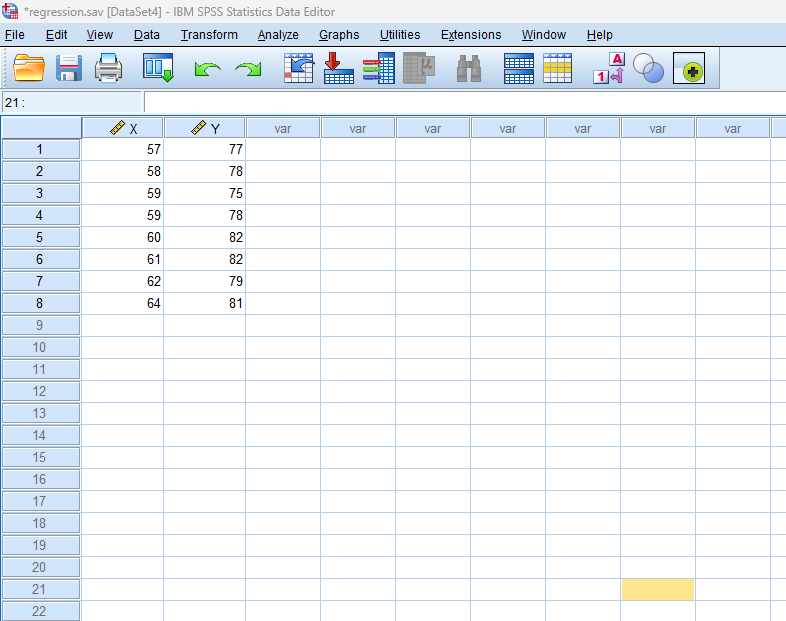 *regression.sav [DataSet4] - IBM SPSS Statistics Data Editor
File Edit View Data Transform Analyze Graphs Utilities Extensions Window Help
21 :
X Y var var var var var var var
1 57 77
2 58 78
3 59 75
4 59 78
5 60 82
6 61 82
7 62 79
8 64 81
9
10
11
12
13
14
15
16
17
18
19
20
21
22